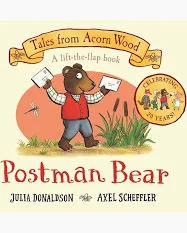 Tales from Acorn Wood
A lift-the-flap book
CELEBRATING
20 YEARS!
Postman Bear
JULIA DONALDSON AXEL SCHEFFLER